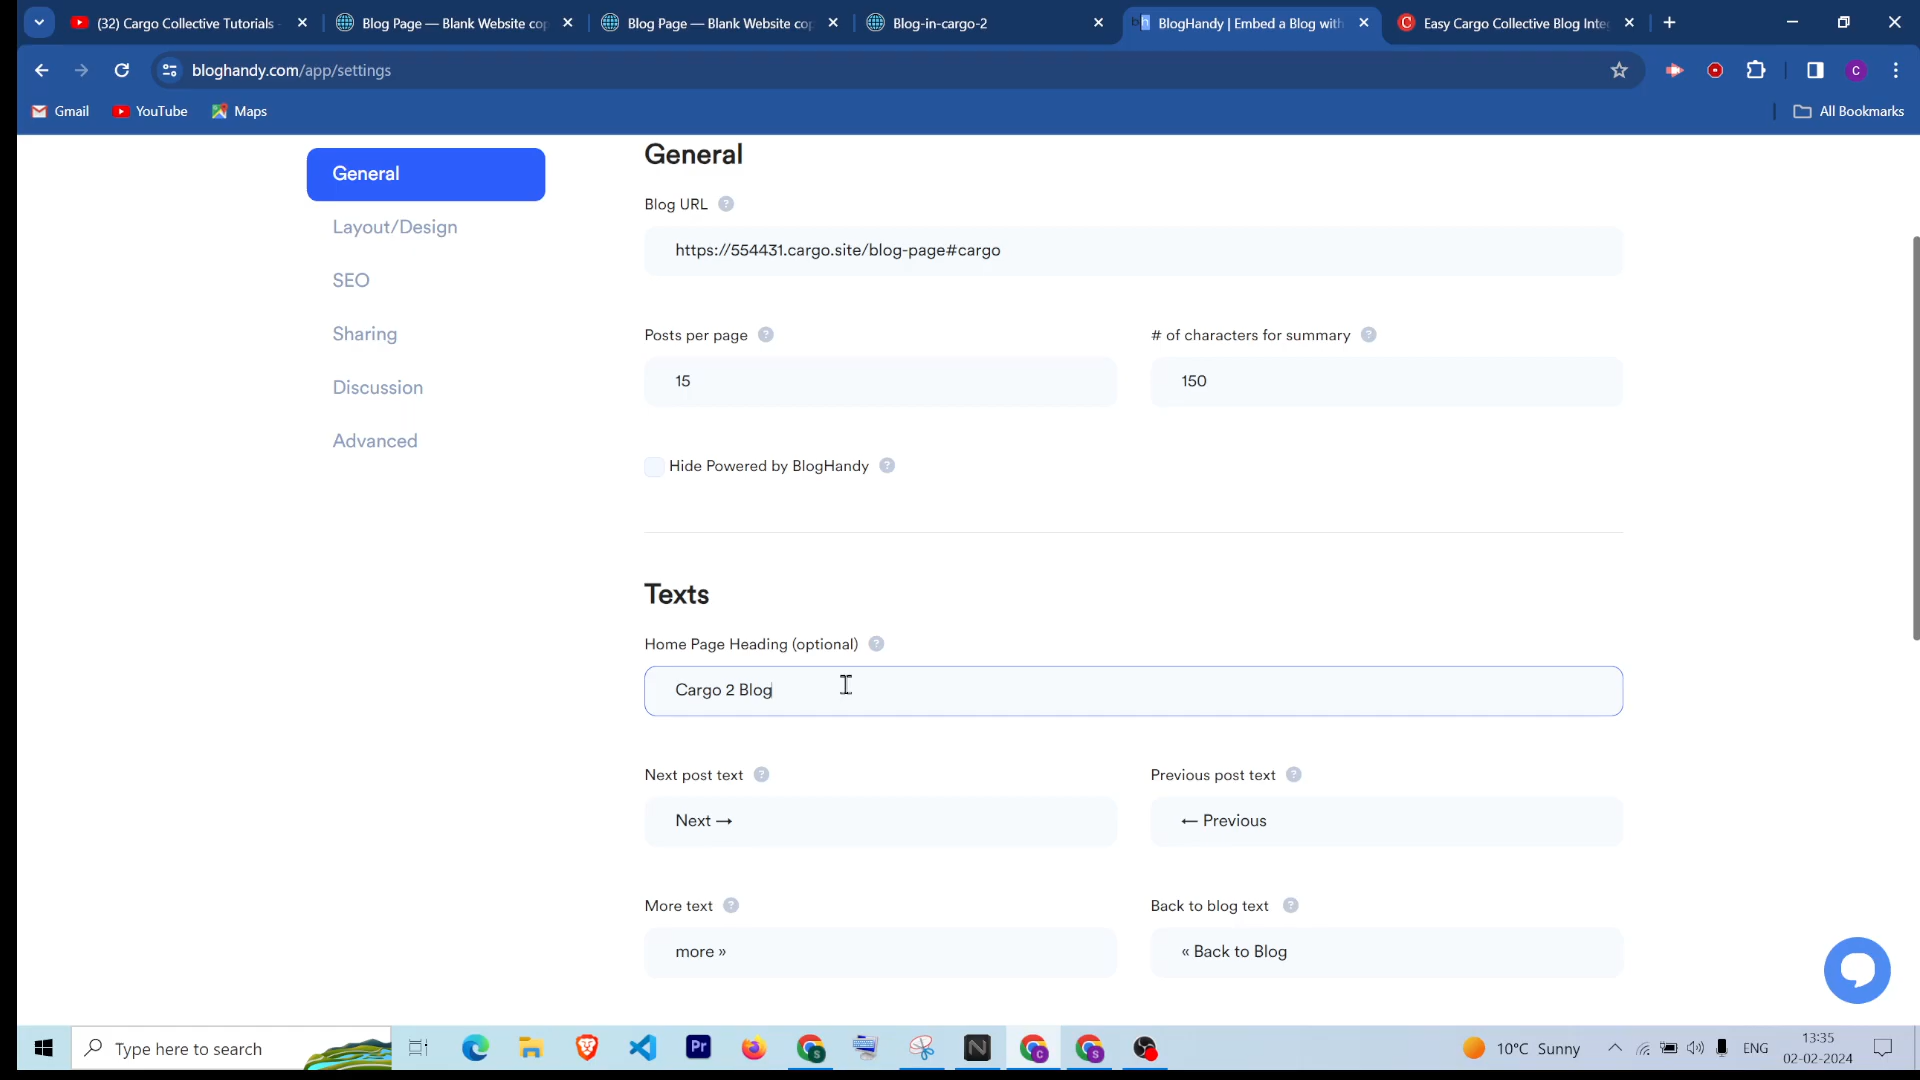 (32) Cargo Collective Tutorials -
Blog Page — Blank Website cop
Blog Page — Blank Website cop
Blog-in-cargo-2
bh
BlogHandy | Embed a Blog with
C
Easy Cargo Collective Blog Inte
bloghandy.com/app/settings
C
Gmail
YouTube
Maps
All Bookmarks
General
Layout/Design
SEO
Sharing
Discussion
Advanced
General
Blog URL ?
https://554431.cargo.site/blog-page#cargo
Posts per page ?
# of characters for summary ?
15
150
Hide Powered by BlogHandy ?
Texts
Home Page Heading (optional) ?
Cargo 2 Blog
Next post text ?
Previous post text ?
Next →
← Previous
More text ?
Back to blog text ?
more »
« Back to Blog
Type here to search
Pr
N
C
S
S
10°C Sunny
ENG
13:35
02-02-2024